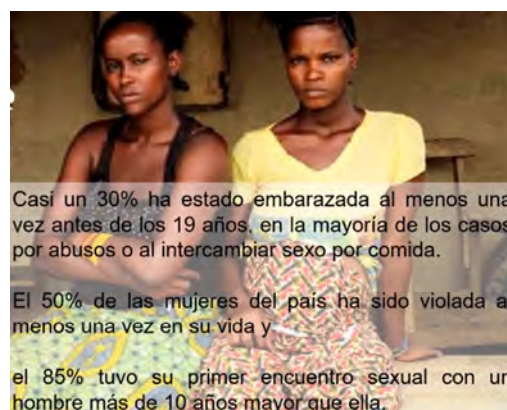 Casi un 30% ha estado embarazada al menos una
vez antes de los 19 años, en la mayoría de los casos
por abusos o al intercambiar sexo por comida.
El 50% de las mujeres del país ha sido violada a
menos una vez en su vida y
el 85% tuvo su primer encuentro sexual con un
hombre más de 10 años mayor que ella.